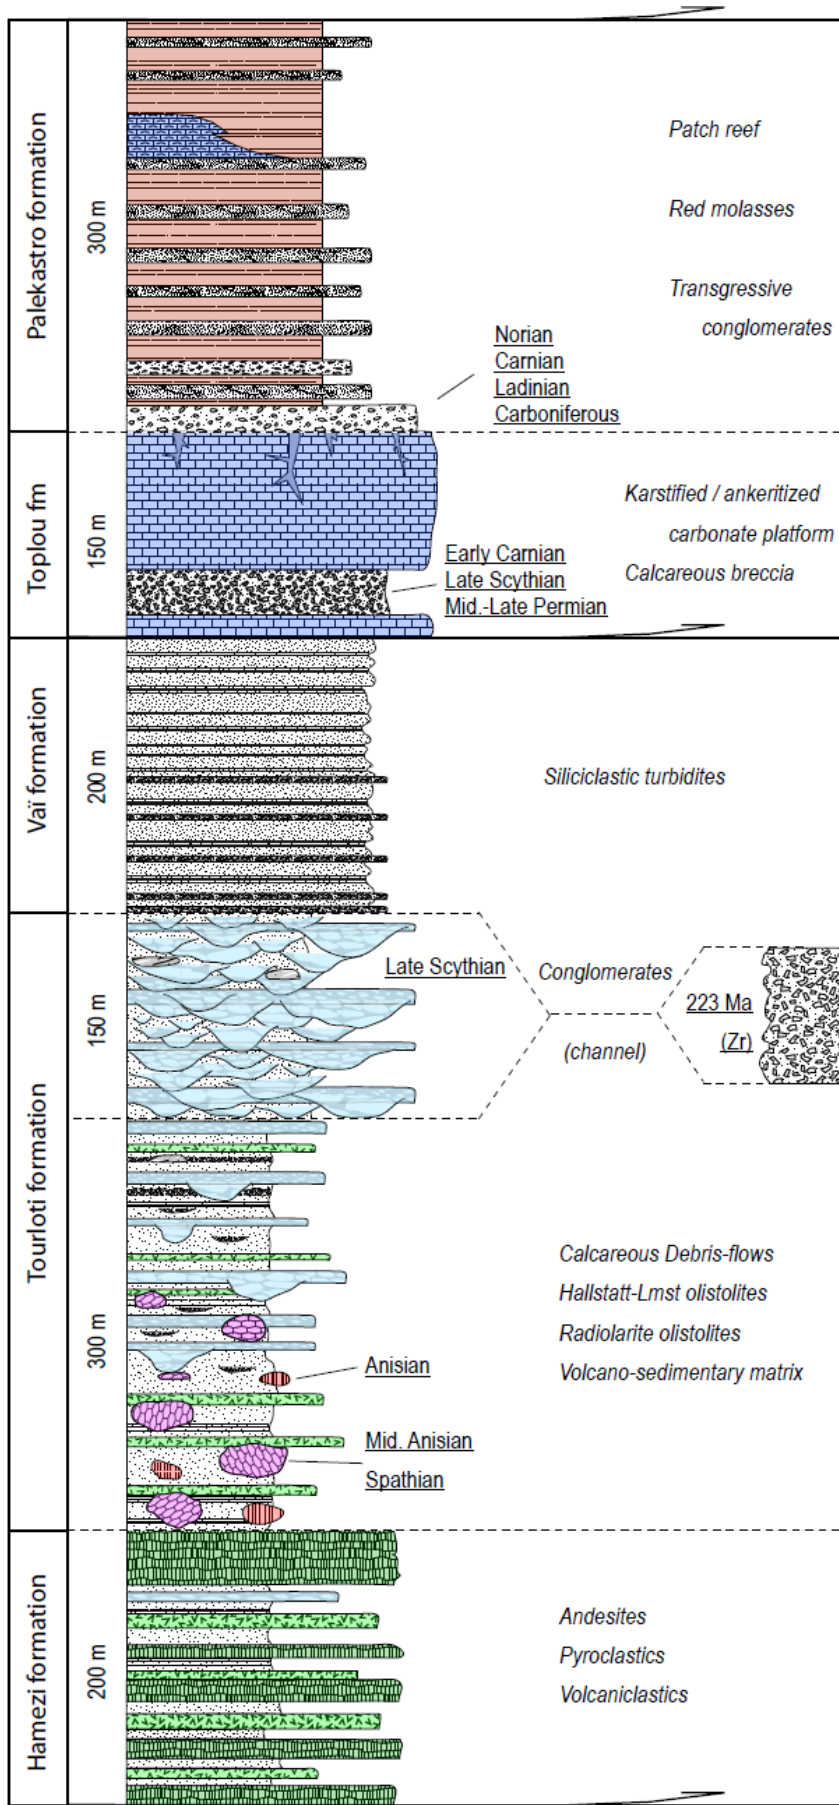 Palekastro formation
300 m
Patch reef
Red molasses
Transgressive
conglomerates
Norian
Carnian
Ladinian
Carboniferous
Toplou fm
150 m
Karstified / ankeritized
carbonate platform
Calcareous breccia
Early Carnian
Late Scythian
Mid.-Late Permian
Vaï formation
200 m
Siliciclastic turbidites
Tourloti formation
150 m
Late Scythian
Conglomerates
(channel)
223 Ma
(Zr)
300 m
Calcareous Debris-flows
Hallstatt-Lmst olistolites
Radiolarite olistolites
Volcano-sedimentary matrix
Anisian
Mid. Anisian
Spathian
Hamezi formation
200 m
Andesites
Pyroclastics
Volcaniclastics